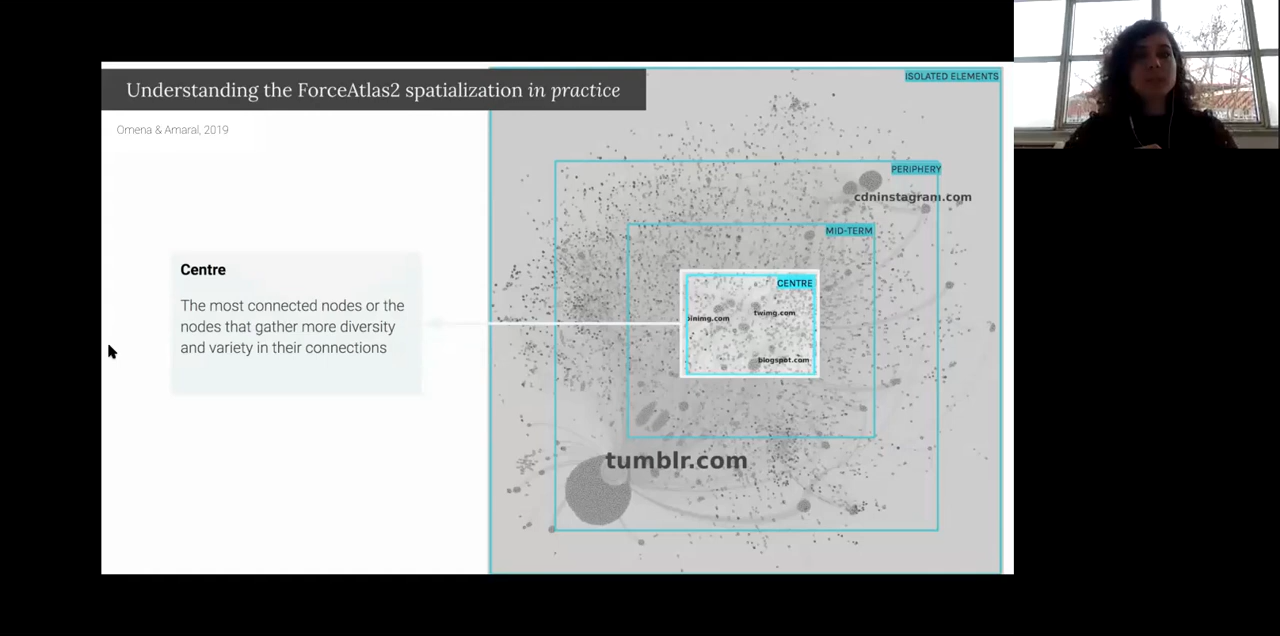 Understanding the ForceAtlas2 spatialization in practice
Omena & Amaral, 2019
Centre
The most connected nodes or the
nodes that gather more diversity
and variety in their connections
ISOLATED ELEMENTS
PERIPHERY
cdninstagram.com
MID-TERM
CENTRE
twimg.com
blogspot.com
tumblr.com